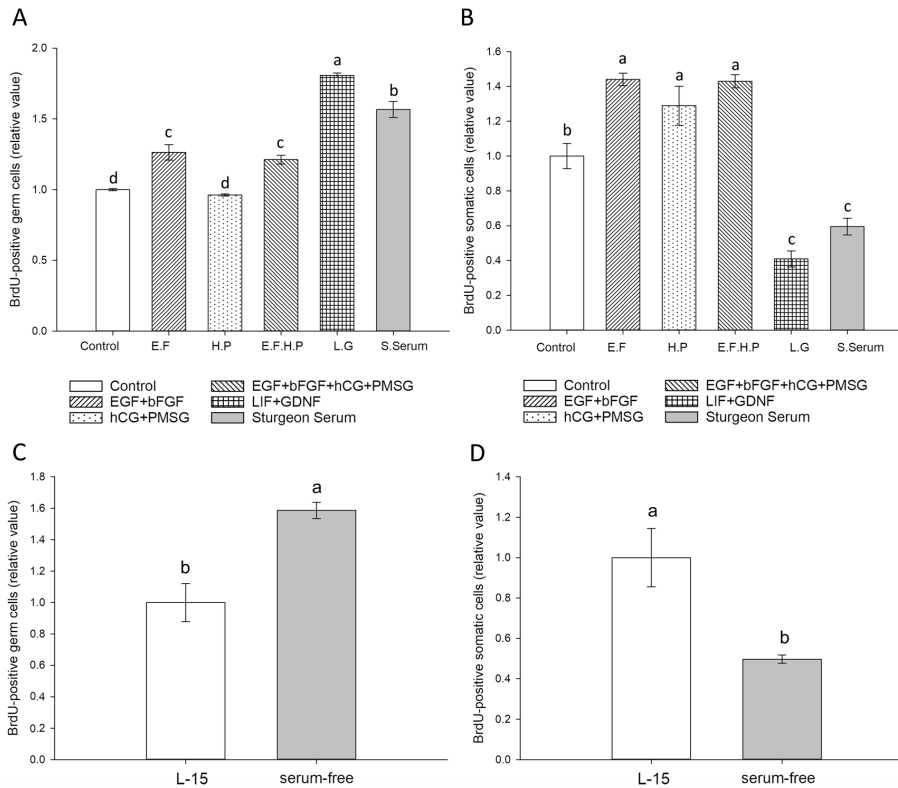 A
BrdU-positive germ cells (relative value)
2.0
1.5
1.0
0.5
0.0
d
c
d
c
a
b
Control
E.F
H.P
E.F.H.P
L.G
S.Serum
Control
EGF+bFGF
hCG+PMSG
EGF+bFGF+hCG+PMSG
LIF+GDNF
Sturgeon Serum
B
BrdU-positive somatic cells (relative value)
1.6
1.4
1.2
1.0
0.8
0.6
0.4
0.2
0.0
b
a
a
a
c
c
Control
E.F
H.P
E.F.H.P
L.G
S.Serum
Control
EGF+bFGF
hCG+PMSG
EGF+bFGF+hCG+PMSG
LIF+GDNF
Sturgeon Serum
C
BrdU-positive germ cells (relative value)
1.8
1.6
1.4
1.2
1.0
0.8
0.6
0.4
0.2
0.0
b
a
L-15
serum-free
D
BrdU-positive somatic cells (relative value)
1.4
1.2
1.0
0.8
0.6
0.4
0.2
0.0
a
b
L-15
serum-free